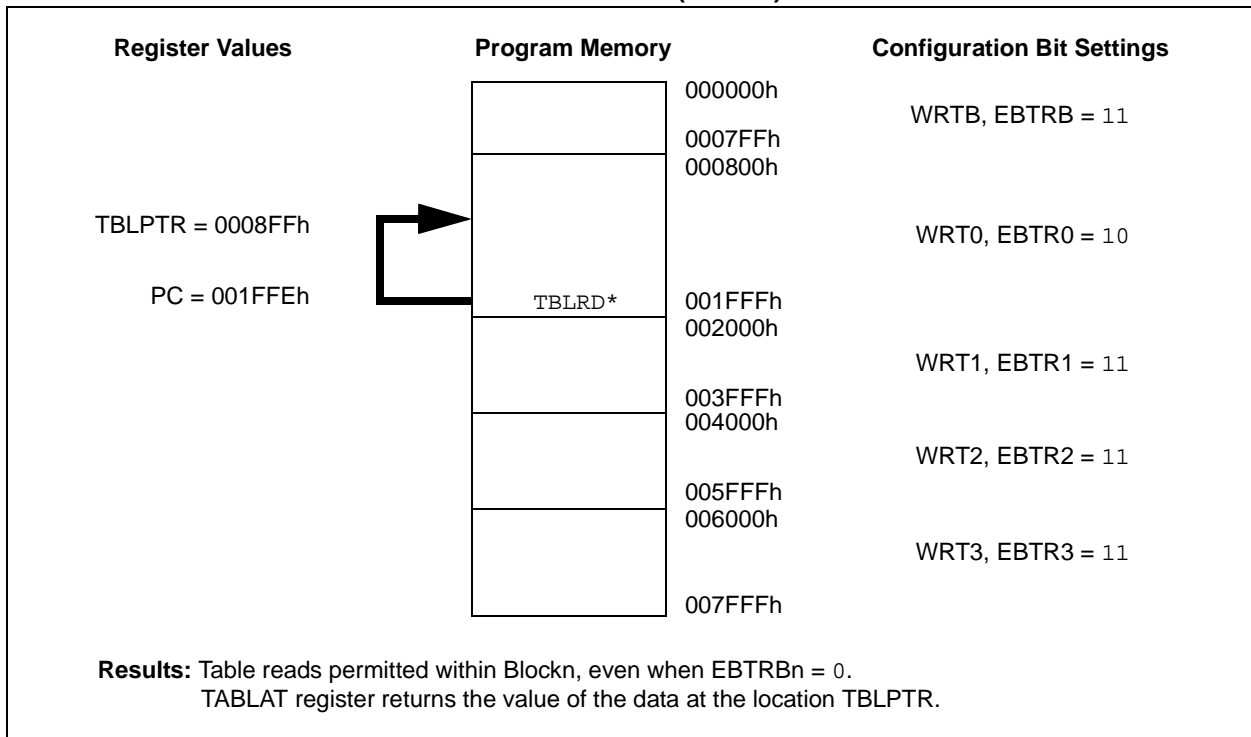 Register Values Program Memory Configuration Bit Settings
000000h
WRTB, EBTRB = 11
0007FFh
000800h
TBLPTR = 0008FFh
WRT0, EBTR0 = 10
PC = 001FFEh
TBLRD*
001FFFh
002000h
WRT1, EBTR1 = 11
003FFFh
004000h
WRT2, EBTR2 = 11
005FFFh
006000h
WRT3, EBTR3 = 11
007FFFh
Results: Table reads permitted within Blockn, even when EBTRBn = 0.
TABLAT register returns the value of the data at the location TBLPTR.